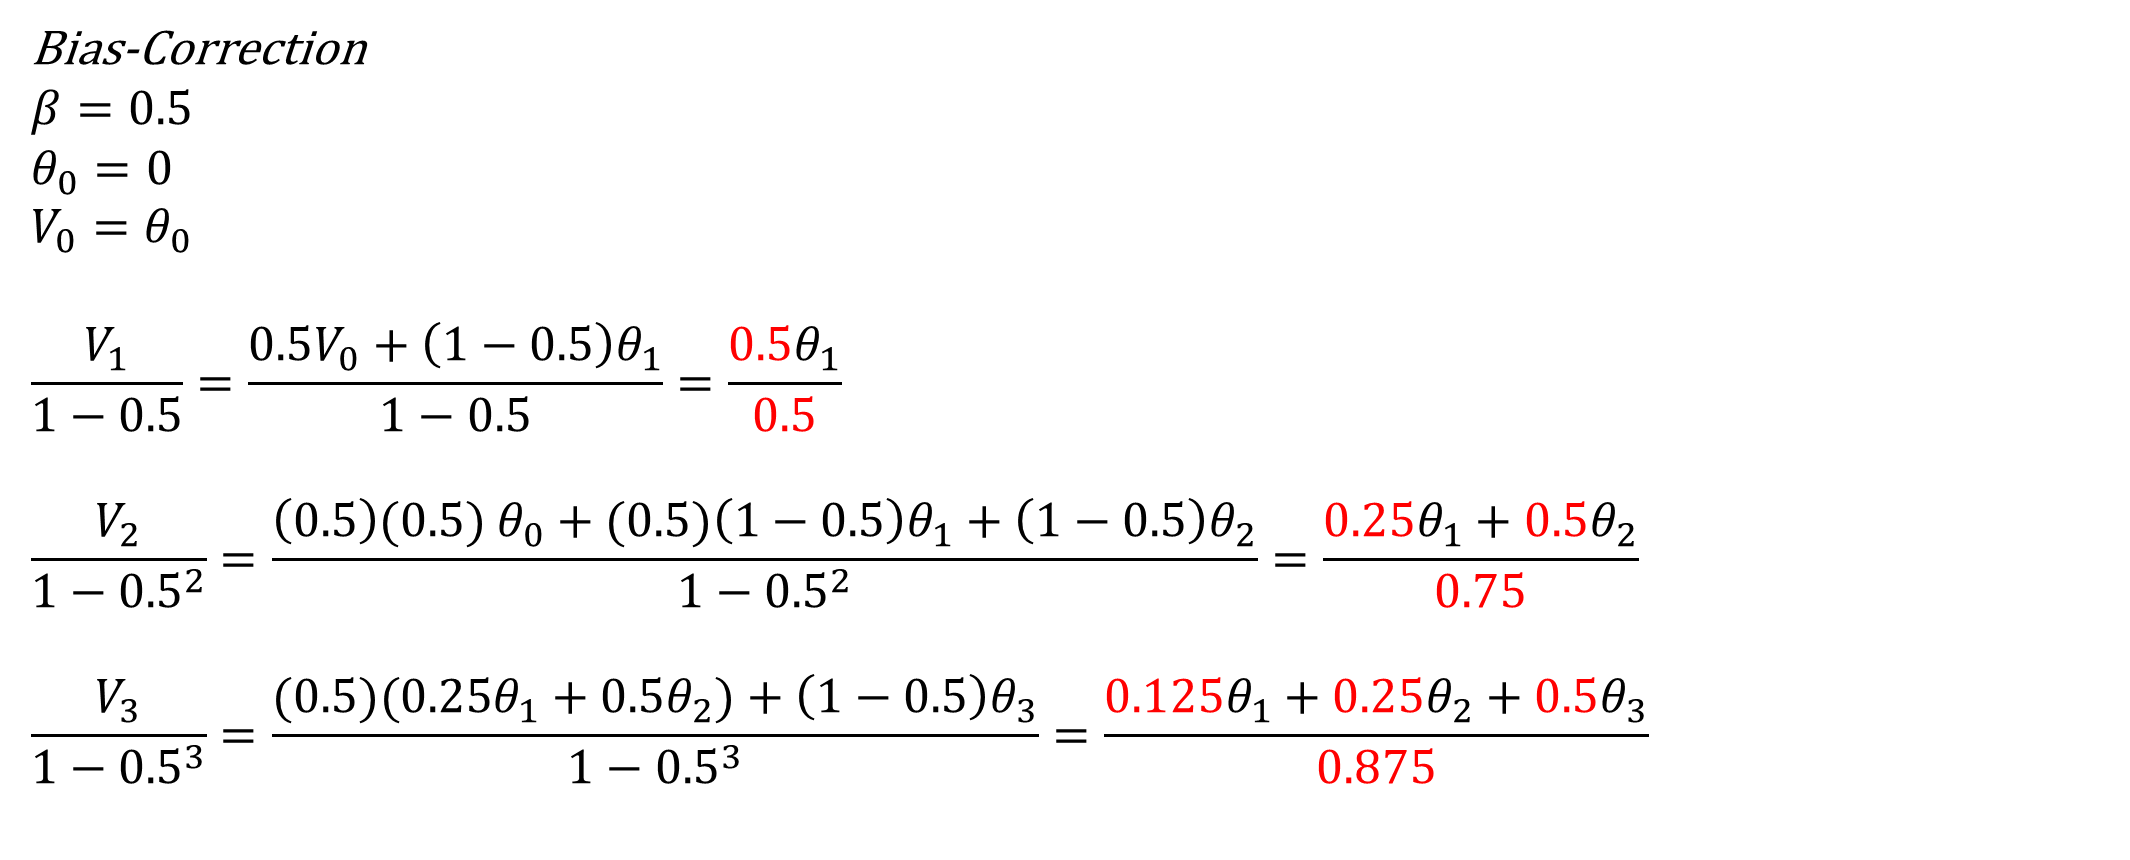 Bias-Correction
β = 0.5
θ₀ = 0
V₀ = θ₀
V₁ / (1 − 0.5) = (0.5V₀ + (1 − 0.5)θ₁) / (1 − 0.5) = 0.5θ₁ / 0.5
V₂ / (1 − 0.5²) = ((0.5)(0.5) θ₀ + (0.5)(1 − 0.5)θ₁ + (1 − 0.5)θ₂) / (1 − 0.5²) = (0.25θ₁ + 0.5θ₂) / 0.75
V₃ / (1 − 0.5³) = ((0.5)(0.25θ₁ + 0.5θ₂) + (1 − 0.5)θ₃) / (1 − 0.5³) = (0.125θ₁ + 0.25θ₂ + 0.5θ₃) / 0.875